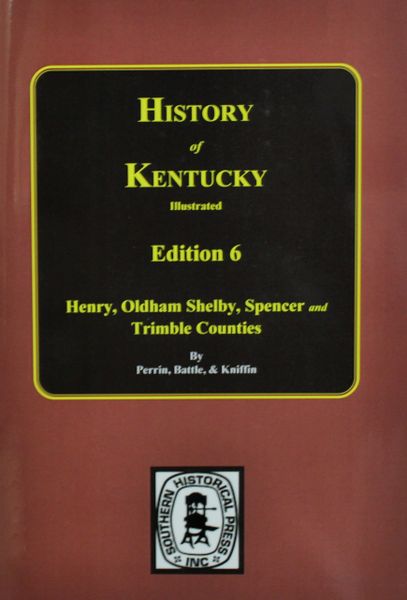 HISTORY
of
KENTUCKY
Illustrated
Edition 6
Henry, Oldham Shelby, Spencer and
Trimble Counties
By
Perrin, Battle, & Kniffin
SOUTHERN HISTORICAL PRESS
INC